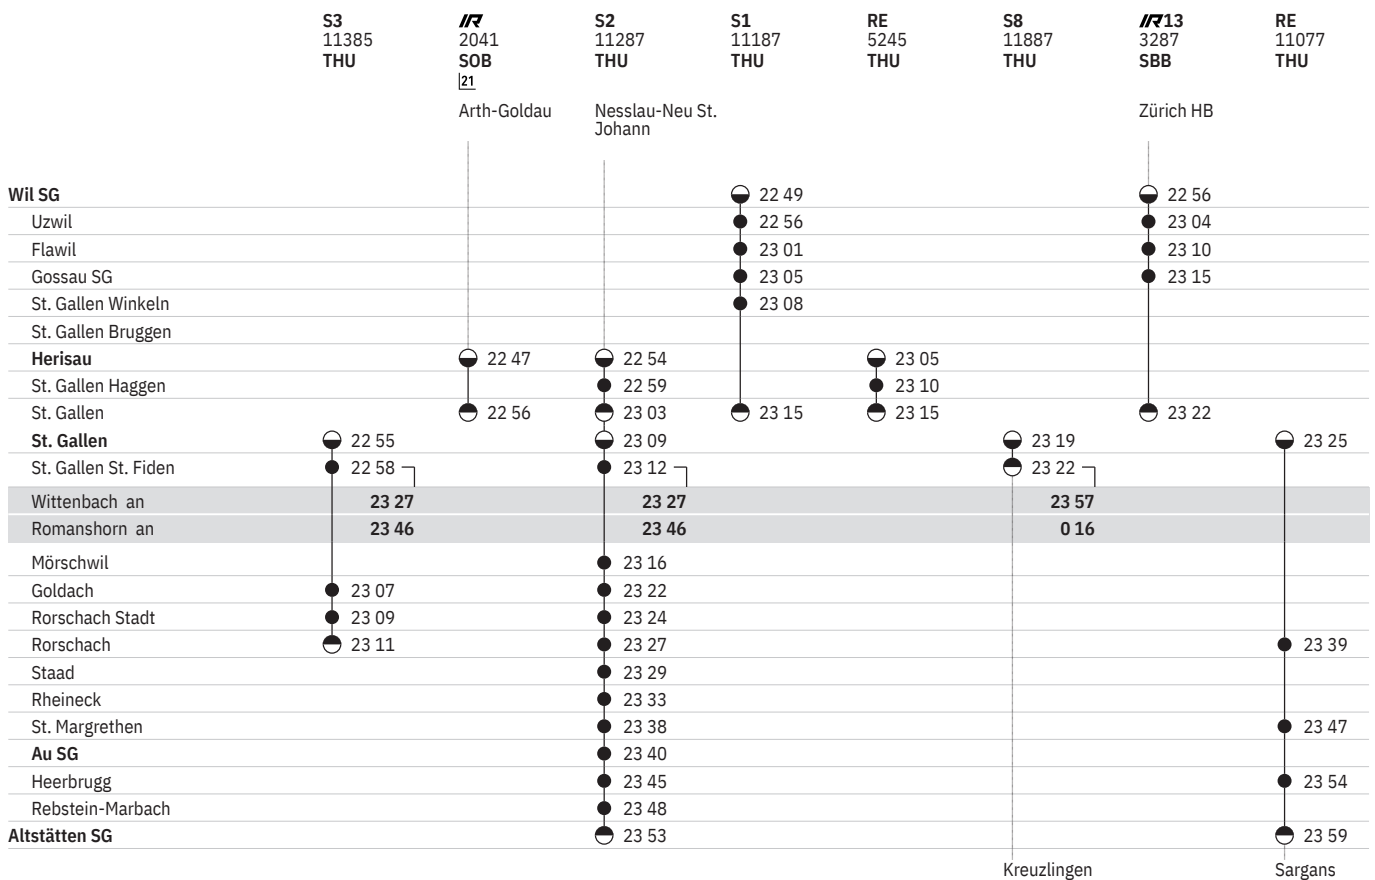 S3 IR S2 S1 RE S8 IR13 RE
11385 2041 11287 11187 5245 11887 3287 11077
THU SOB THU THU THU THU SBB THU
21
Arth-Goldau Nesslau-Neu St. Johann Zürich HB
Wil SG 22 49 22 56
Uzwil 22 56 23 04
Flawil 23 01 23 10
Gossau SG 23 05 23 15
St. Gallen Winkeln 23 08
St. Gallen Bruggen
Herisau 22 47 22 54 23 05
St. Gallen Haggen 22 59 23 10
St. Gallen 22 56 23 03 23 15 23 15 23 22
St. Gallen 22 55 23 09 23 19 23 25
St. Gallen St. Fiden 22 58 23 12 23 22
Wittenbach an 23 27 23 27 23 57
Romanshorn an 23 46 23 46 0 16
Mörschwil 23 16
Goldach 23 07 23 22
Rorschach Stadt 23 09 23 24
Rorschach 23 11 23 27 23 39
Staad 23 29
Rheineck 23 33
St. Margrethen 23 38 23 47
Au SG 23 40
Heerbrugg 23 45 23 54
Rebstein-Marbach 23 48
Altstätten SG 23 53 23 59
Kreuzlingen Sargans